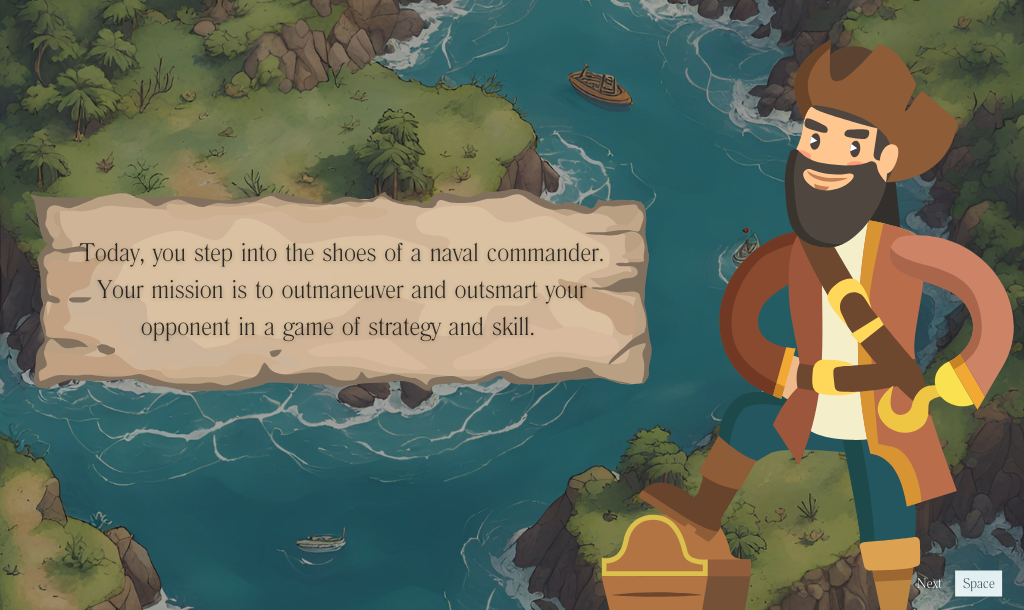 Today, you step into the shoes of a naval commander.
Your mission is to outmaneuver and outsmart your
opponent in a game of strategy and skill.
Next Space